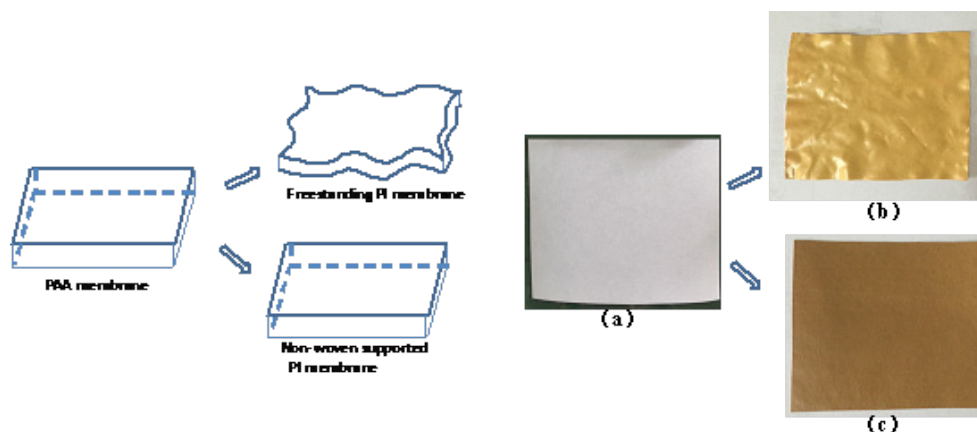 Freestanding PI membrane
PAA membrane
Non-woven supported
PI membrane
(a)
(b)
(c)